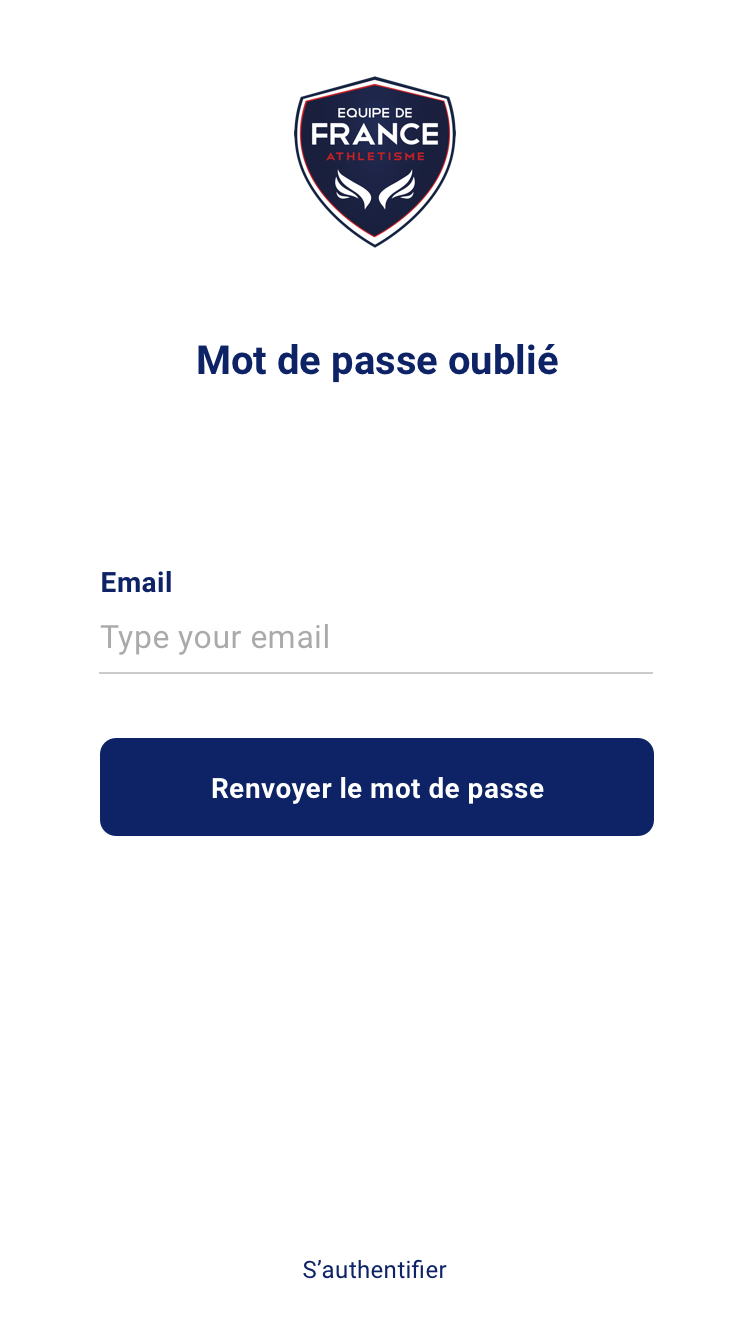 EQUIPE DE
FRANCE
ATHLETISME
Mot de passe oublié
Email
Type your email
Renvoyer le mot de passe
S’authentifier